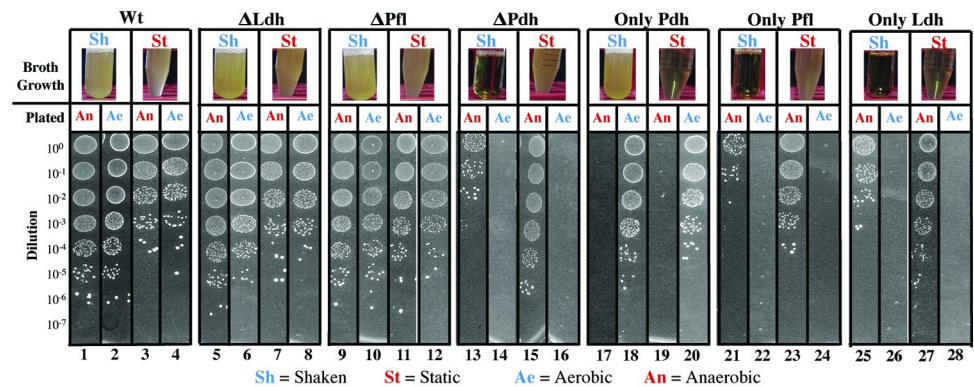 Wt ΔLdh ΔPfl ΔPdh Only Pdh Only Pfl Only Ldh
Sh St Sh St Sh St Sh St Sh St Sh St Sh St
Broth
Growth
Plated An Ae An Ae An Ae An Ae An Ae An Ae An Ae An Ae An Ae An Ae An Ae An Ae An Ae An Ae
Dilution
10⁰
10⁻¹
10⁻²
10⁻³
10⁻⁴
10⁻⁵
10⁻⁶
10⁻⁷
1 2 3 4 5 6 7 8 9 10 11 12 13 14 15 16 17 18 19 20 21 22 23 24 25 26 27 28
Sh = Shaken St = Static Ae = Aerobic An = Anaerobic